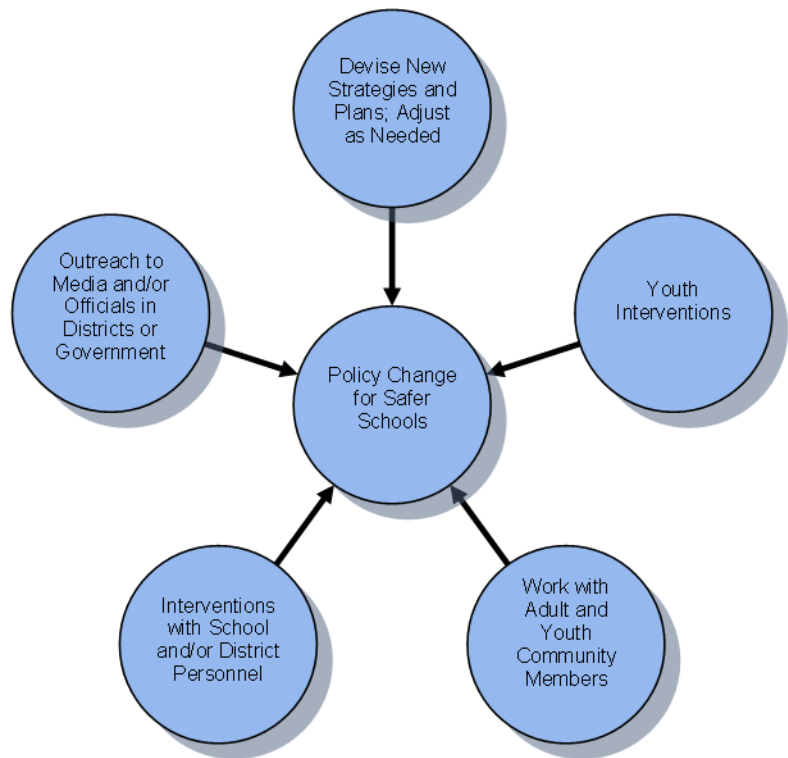 Devise New
Strategies and
Plans; Adjust
as Needed
Outreach to
Media and/or
Officials in
Districts or
Government
Youth
Interventions
Policy Change
for Safer
Schools
Interventions
with School
and/or District
Personnel
Work with
Adult and
Youth
Community
Members